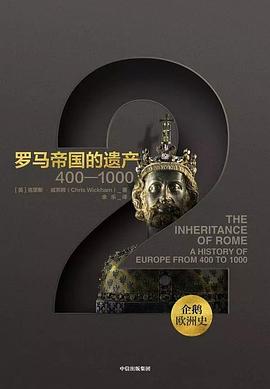 2
罗马帝国的遗产
400—1000
[英] 克里斯·威克姆 (Chris Wickham) 著
余乐 译
THE
INHERITANCE
OF ROME
A HISTORY OF
EUROPE FROM 400 TO 1000
企鹅
欧洲史
中信出版集团